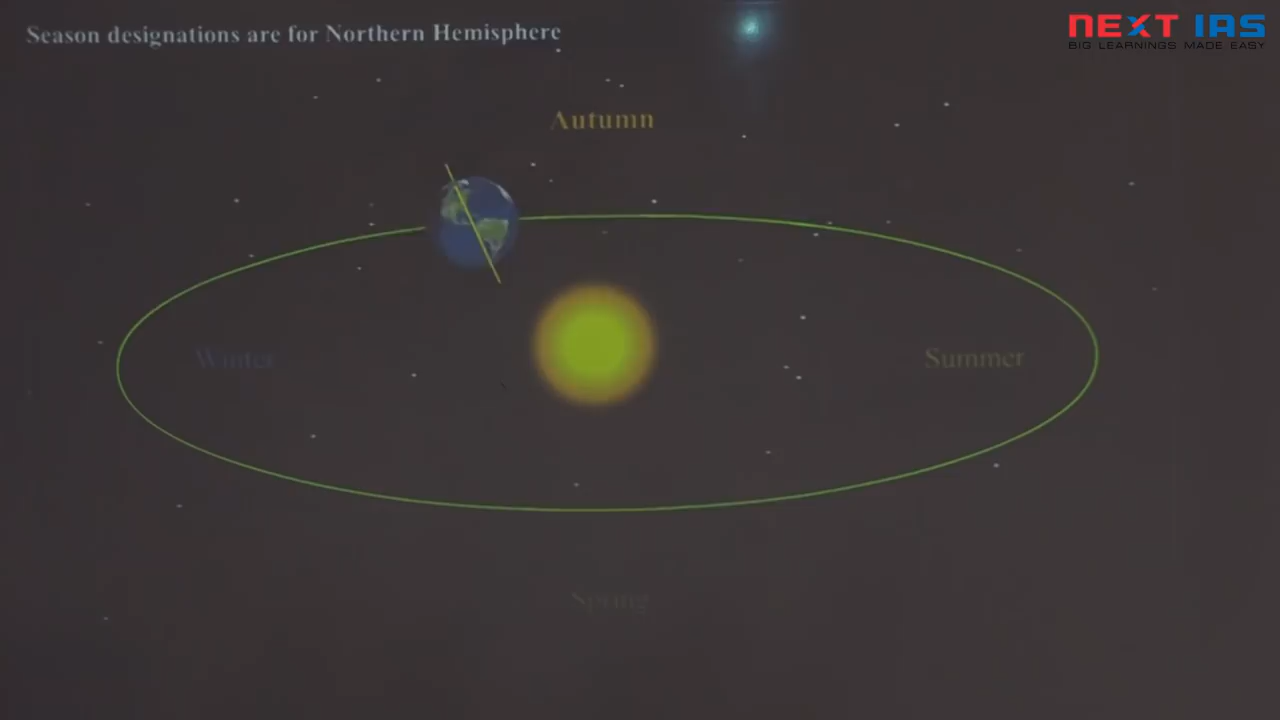 Season designations are for Northern Hemisphere
NEXT IAS
BIG LEARNINGS MADE EASY
Autumn
Winter
Summer
Spring